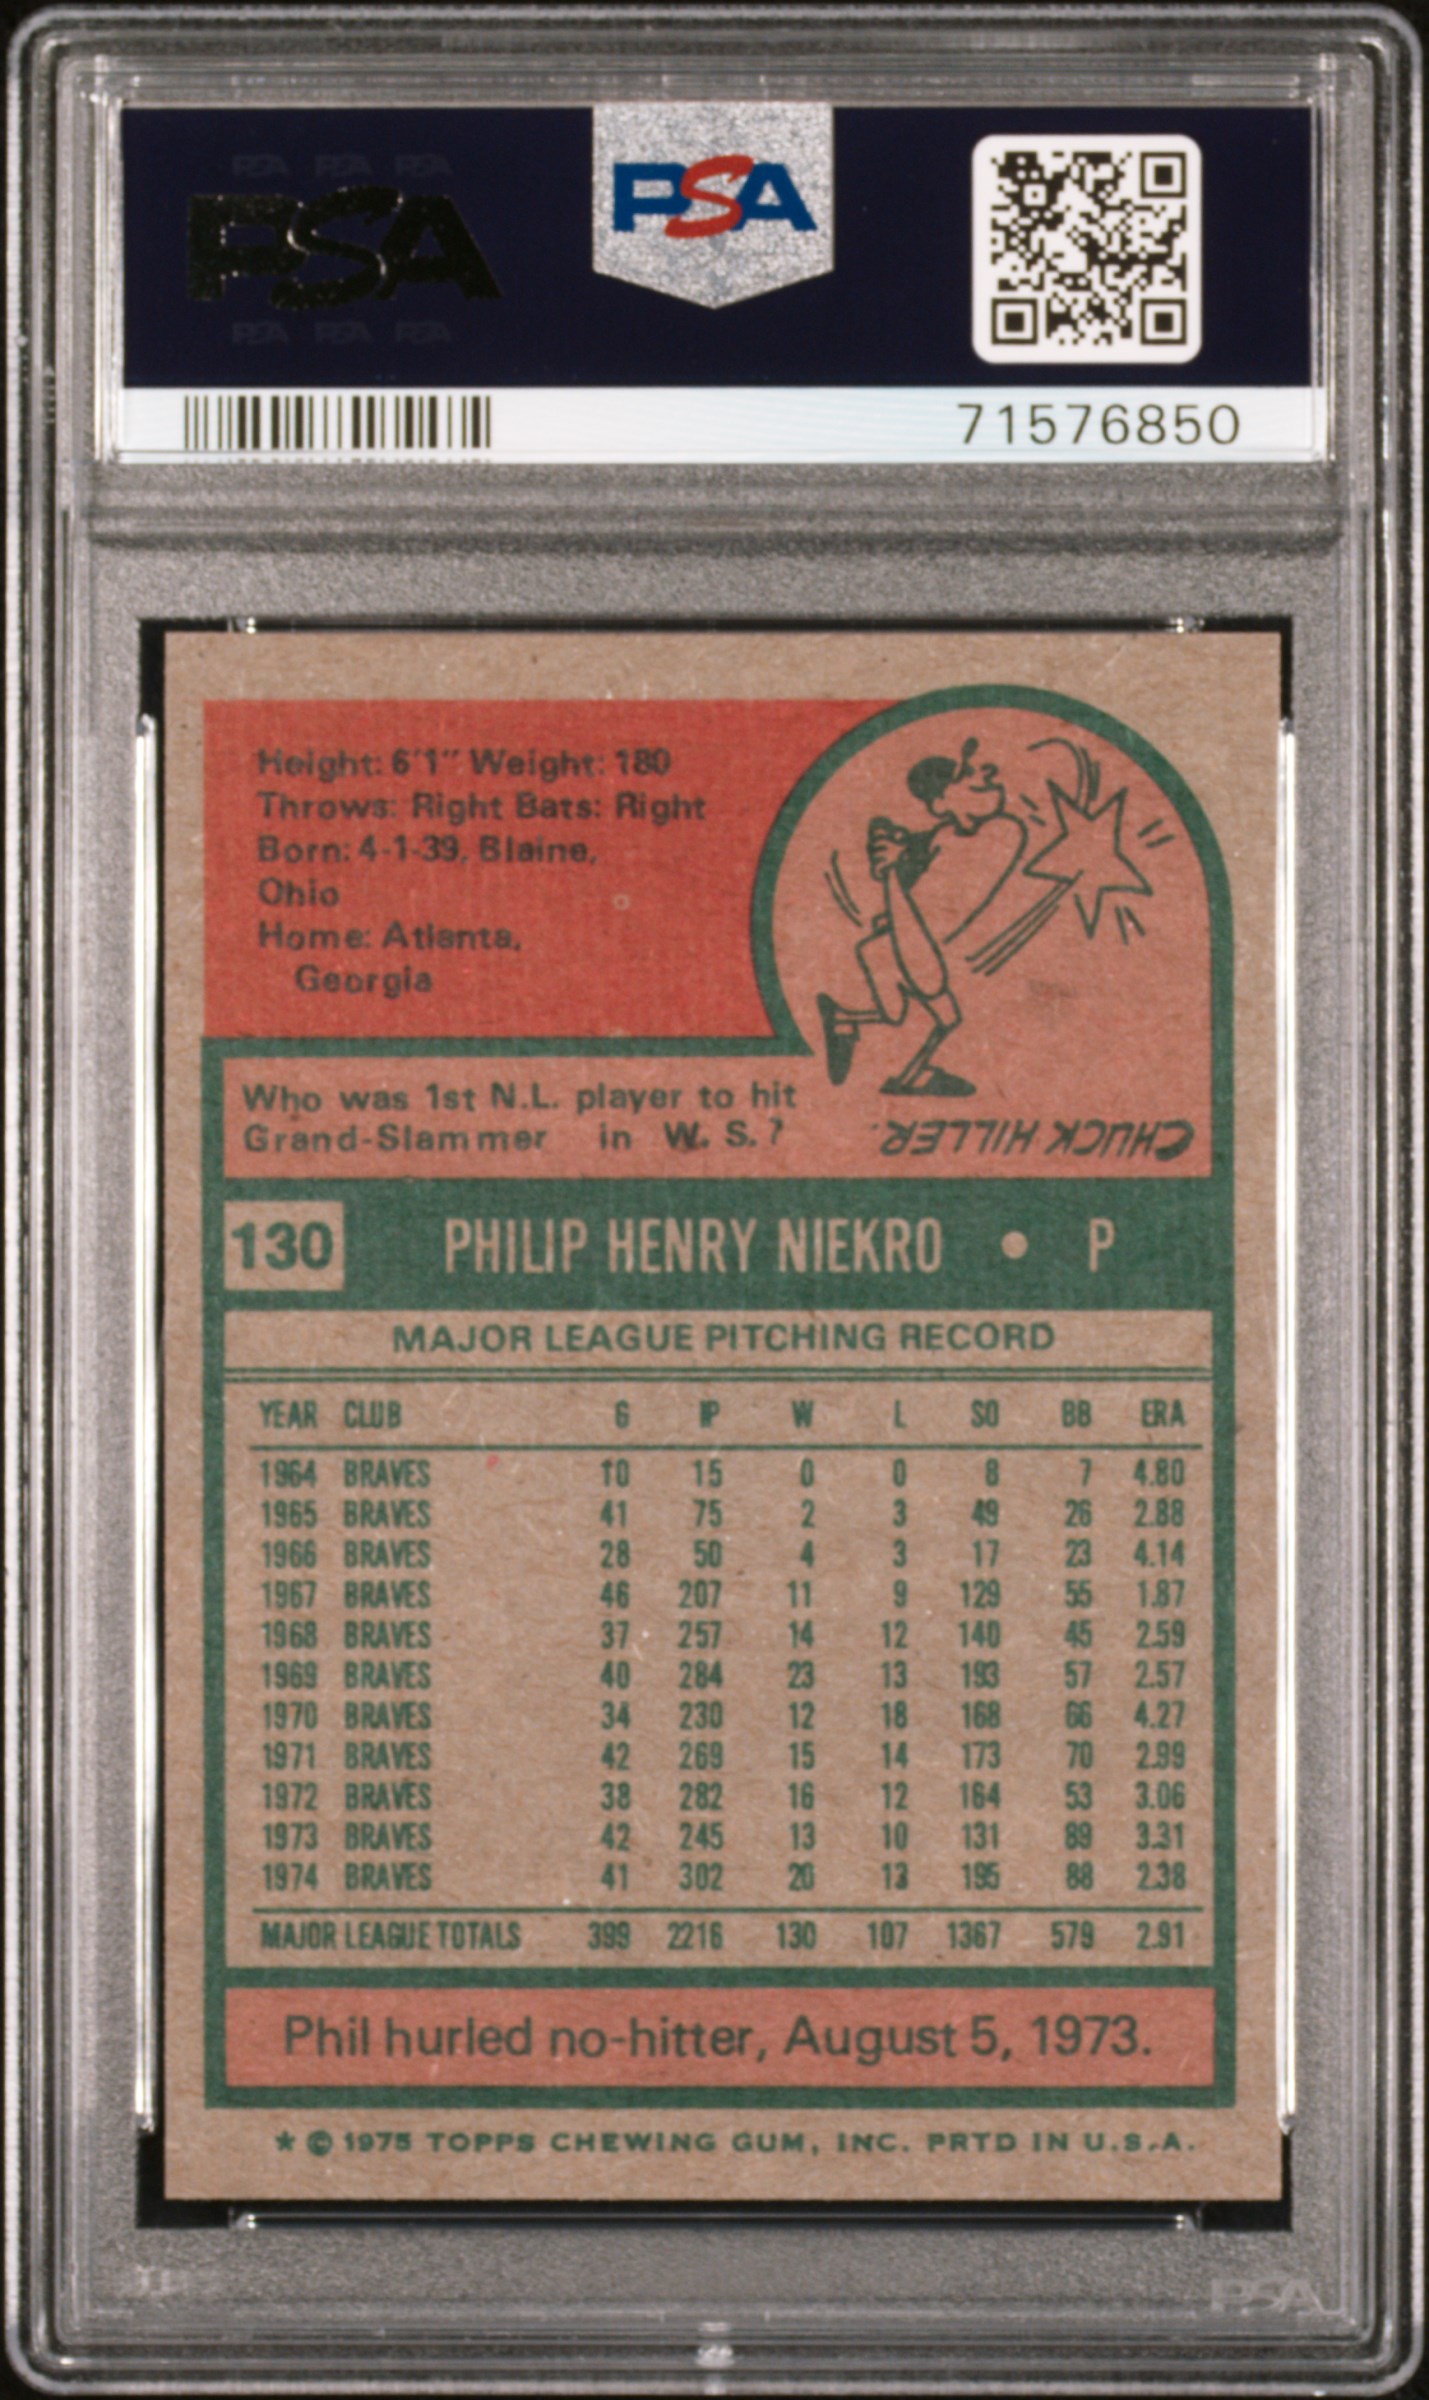 PSA PSA PSA
PSA
PSA PSA PSA
PSA
71576850
Height: 6'1" Weight: 180
Throws: Right Bats: Right
Born: 4-1-39, Blaine,
Ohio
Home: Atlanta,
Georgia
Who was 1st N.L. player to hit
Grand-Slammer in W. S.?
CHUCK HILLER.
130 PHILIP HENRY NIEKRO • P
MAJOR LEAGUE PITCHING RECORD
YEAR CLUB G IP W L SO BB ERA
1964 BRAVES 10 15 0 0 8 7 4.80
1965 BRAVES 41 75 2 3 49 26 2.88
1966 BRAVES 28 50 4 3 17 23 4.14
1967 BRAVES 46 207 11 9 129 55 1.87
1968 BRAVES 37 257 14 12 140 45 2.59
1969 BRAVES 40 284 23 13 193 57 2.57
1970 BRAVES 34 230 12 18 168 66 4.27
1971 BRAVES 42 269 15 14 173 70 2.99
1972 BRAVES 38 282 16 12 164 53 3.06
1973 BRAVES 42 245 13 10 131 89 3.31
1974 BRAVES 41 302 20 13 195 88 2.38
MAJOR LEAGUE TOTALS 399 2216 130 107 1367 579 2.91
Phil hurled no-hitter, August 5, 1973.
* © 1975 TOPPS CHEWING GUM, INC. PRTD IN U.S.A.
PSA